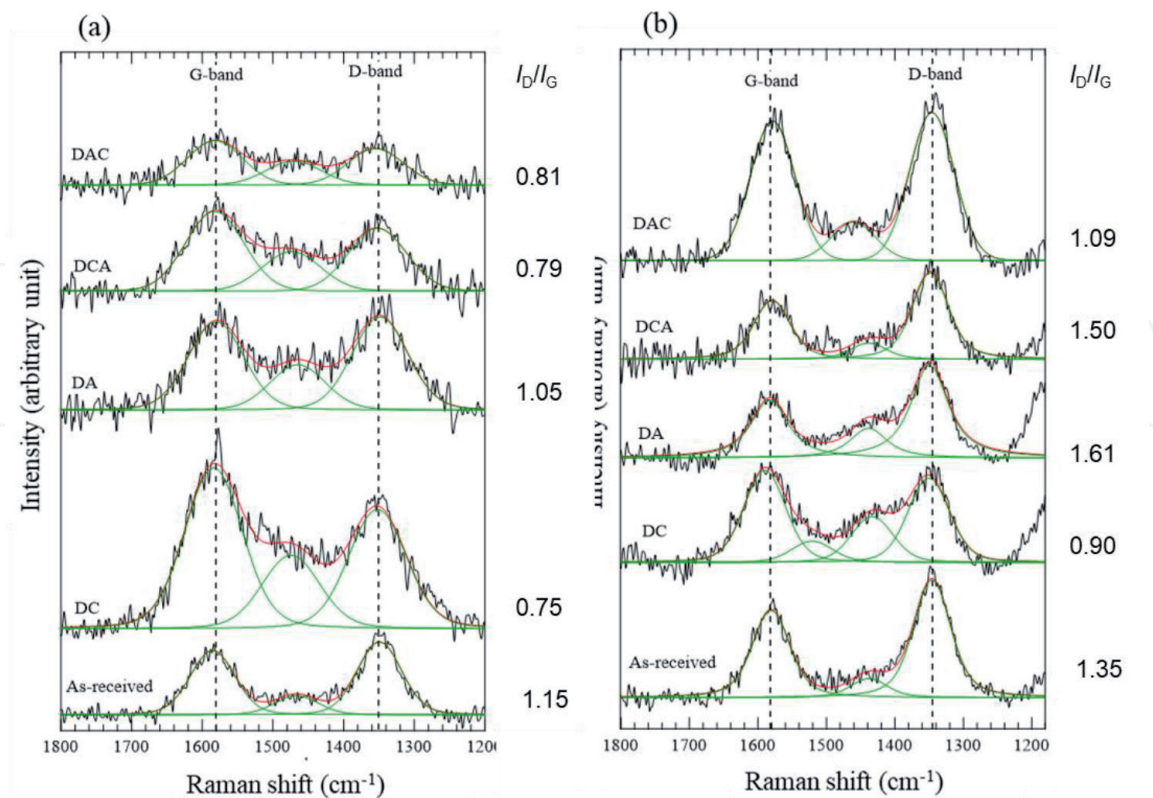 (a)
G-band
D-band
I_D/I_G
DAC
0.81
DCA
0.79
DA
1.05
DC
0.75
As-received
1.15
Intensity (arbitrary unit)
1800 1700 1600 1500 1400 1300 120
Raman shift (cm⁻¹)
(b)
G-band
D-band
I_D/I_G
DAC
1.09
DCA
1.50
DA
1.61
DC
0.90
As-received
1.35
(arbitrary unit)
1800 1700 1600 1500 1400 1300 1200
Raman shift (cm⁻¹)